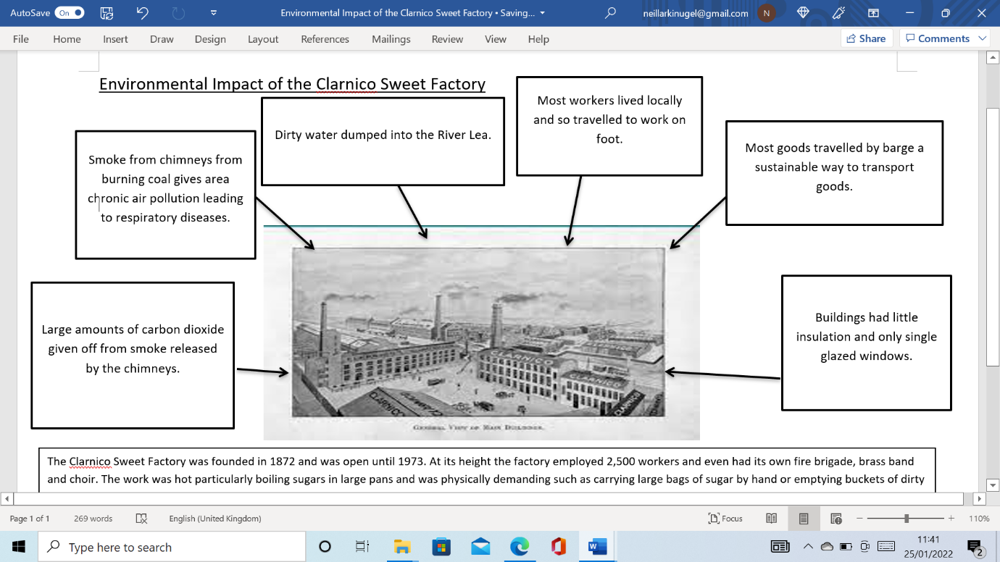 AutoSave On Environmental Impact of the Clarnico Sweet Factory • Saving... neillarkinugel@gmail.com N
File Home Insert Draw Design Layout References Mailings Review View Help Share Comments
Environmental Impact of the Clarnico Sweet Factory
Smoke from chimneys from
burning coal gives area
chronic air pollution leading
to respiratory diseases.
Dirty water dumped into the River Lea.
Most workers lived locally
and so travelled to work on
foot.
Most goods travelled by barge a
sustainable way to transport
goods.
Large amounts of carbon dioxide
given off from smoke released
by the chimneys.
Buildings had little
insulation and only single
glazed windows.
CLARNICO
CLARNICO
CLARNICO
CLARNICO
GENERAL VIEW OF MAIN BUILDINGS.
The Clarnico Sweet Factory was founded in 1872 and was open until 1973. At its height the factory employed 2,500 workers and even had its own fire brigade, brass band
and choir. The work was hot particularly boiling sugars in large pans and was physically demanding such as carrying large bags of sugar by hand or emptying buckets of dirty
Page 1 of 1 269 words English (United Kingdom) Focus 110%
Type here to search
W
11:41
25/01/2022
2